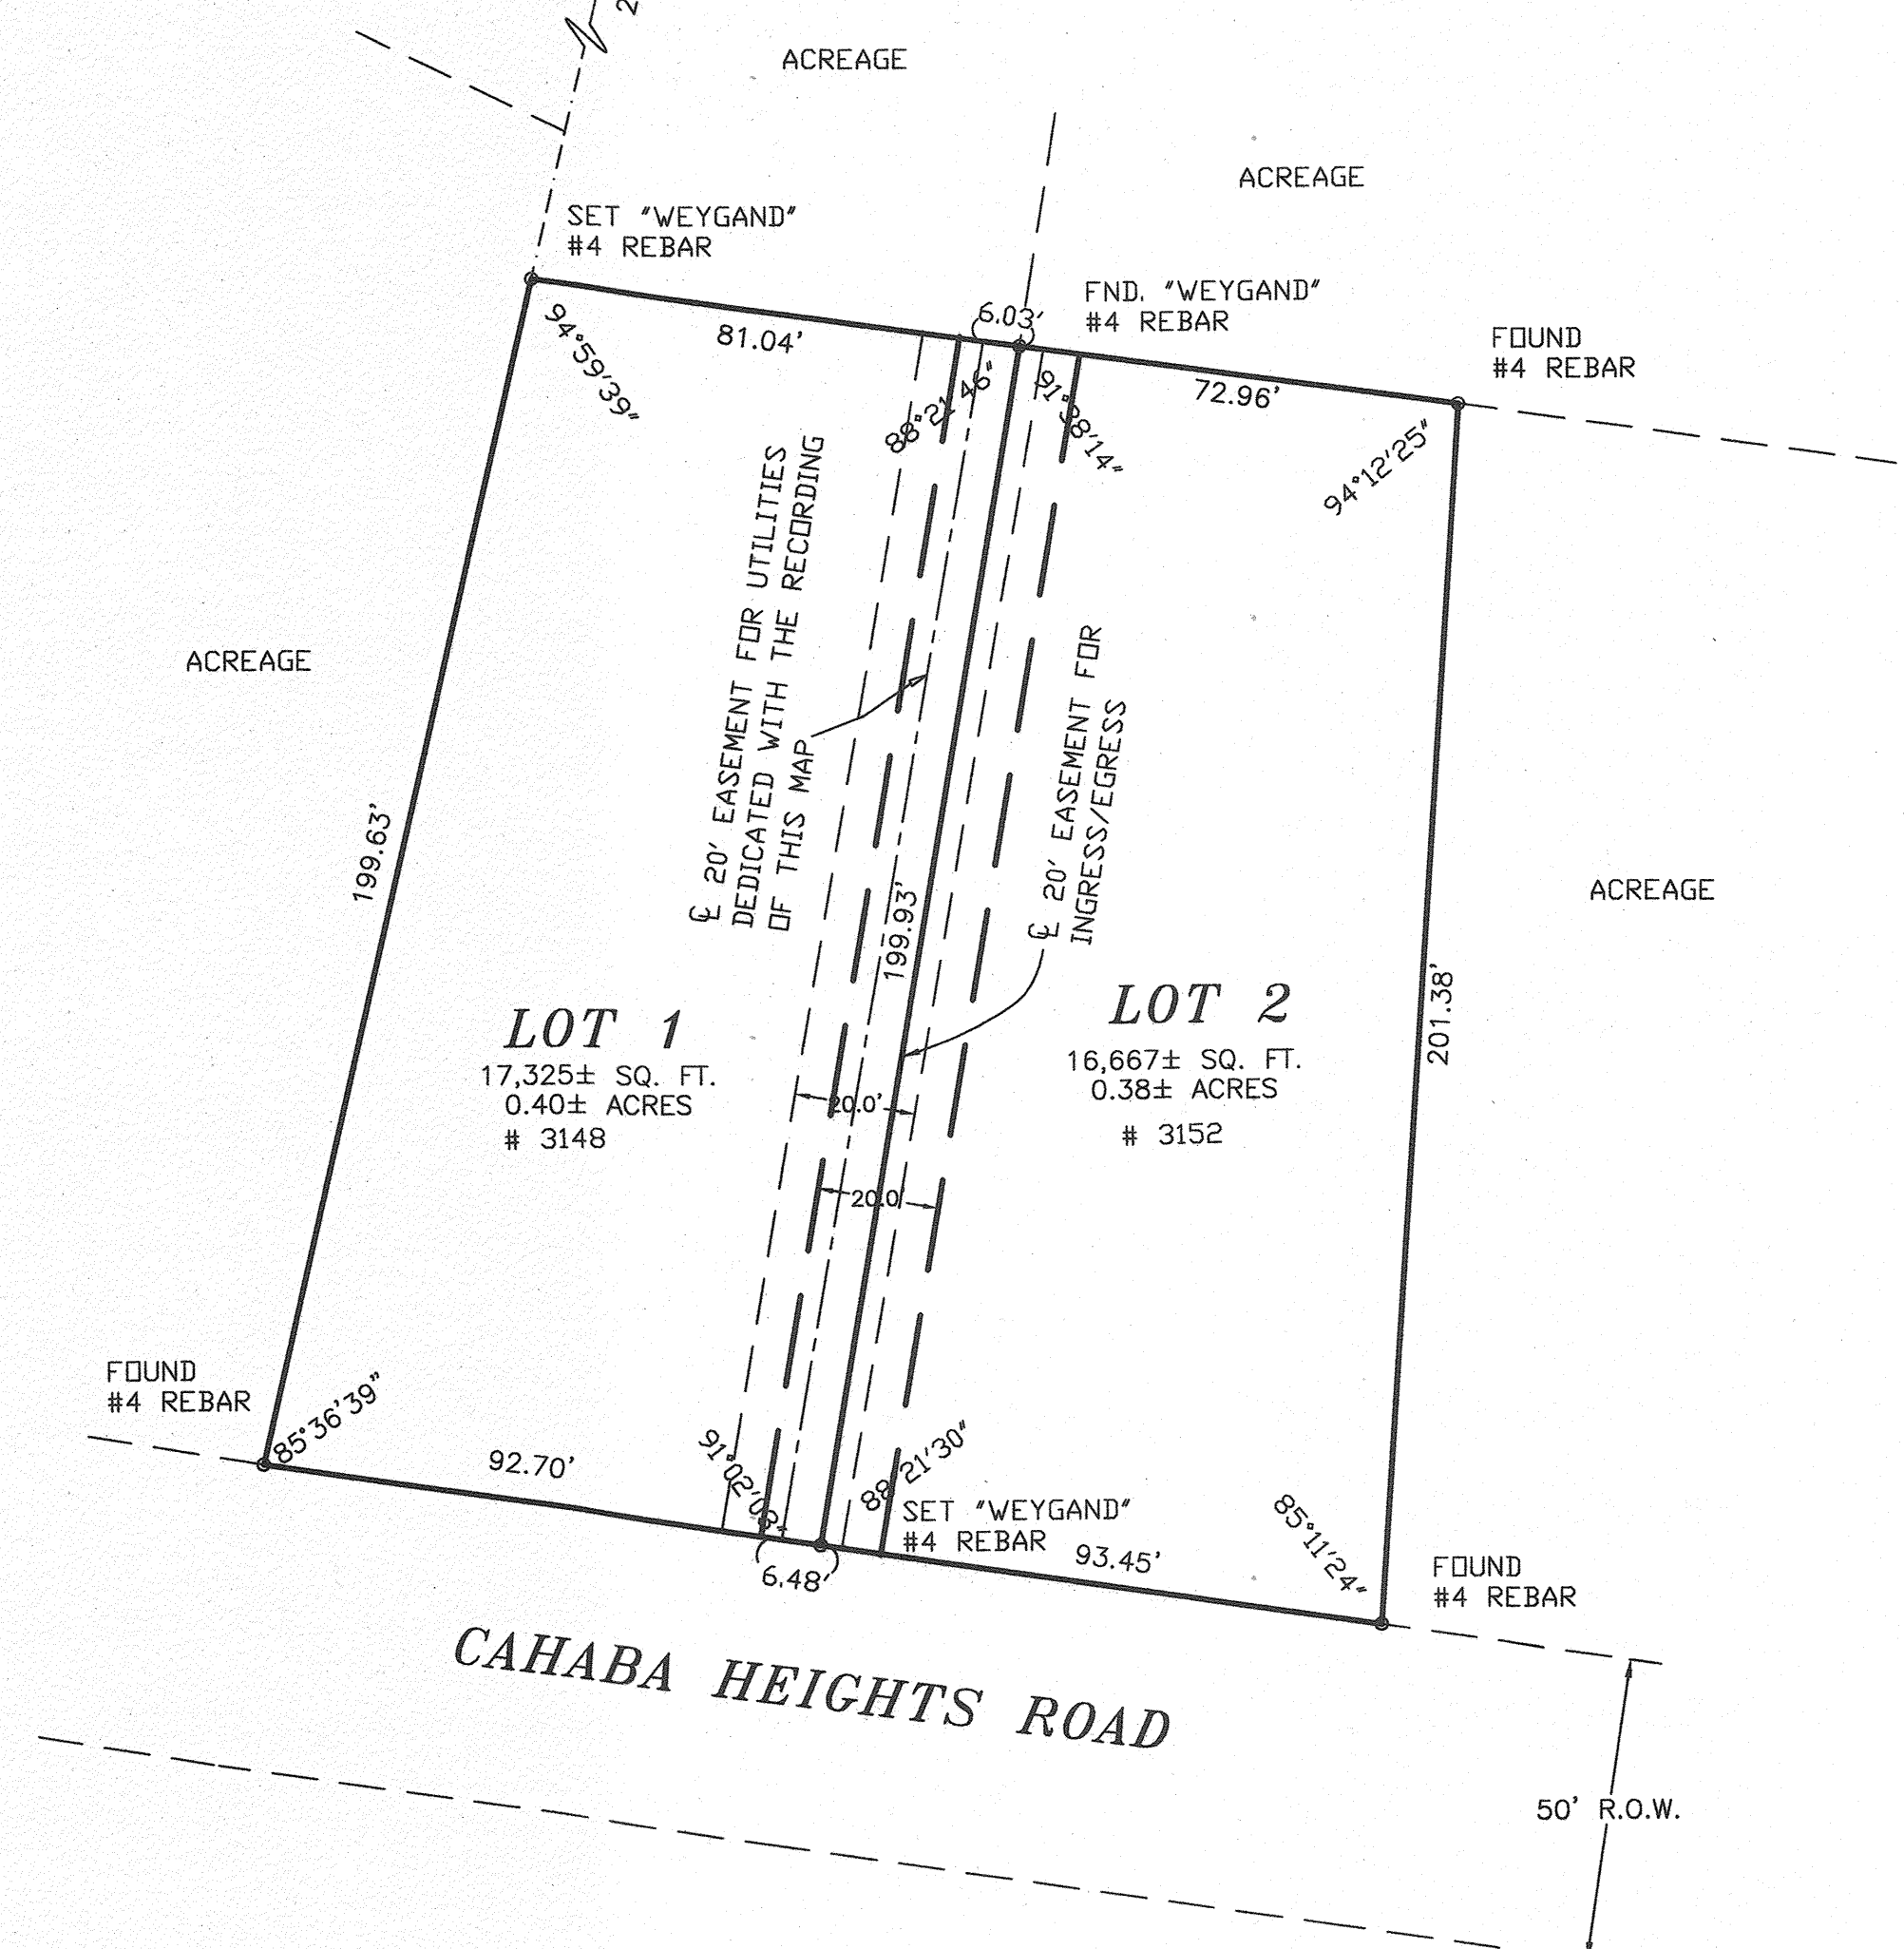 2
ACREAGE
ACREAGE
SET "WEYGAND"
#4 REBAR
FND. "WEYGAND"
#4 REBAR
FOUND
#4 REBAR
6.03'
81.04'
72.96'
94°59'39"
88°21'46"
91°38'14"
94°12'25"
℄ 20' EASEMENT FOR UTILITIES
DEDICATED WITH THE RECORDING
OF THIS MAP
℄ 20' EASEMENT FOR
INGRESS/EGRESS
ACREAGE
ACREAGE
199.63'
199.93'
201.38'
LOT 1
17,325± SQ. FT.
0.40± ACRES
# 3148
LOT 2
16,667± SQ. FT.
0.38± ACRES
# 3152
20.0'
20.0'
FOUND
#4 REBAR
85°36'39"
92.70'
91°02'03"
88°21'30"
SET "WEYGAND"
#4 REBAR
93.45'
85°11'24"
FOUND
#4 REBAR
6.48'
CAHABA HEIGHTS ROAD
50' R.O.W.